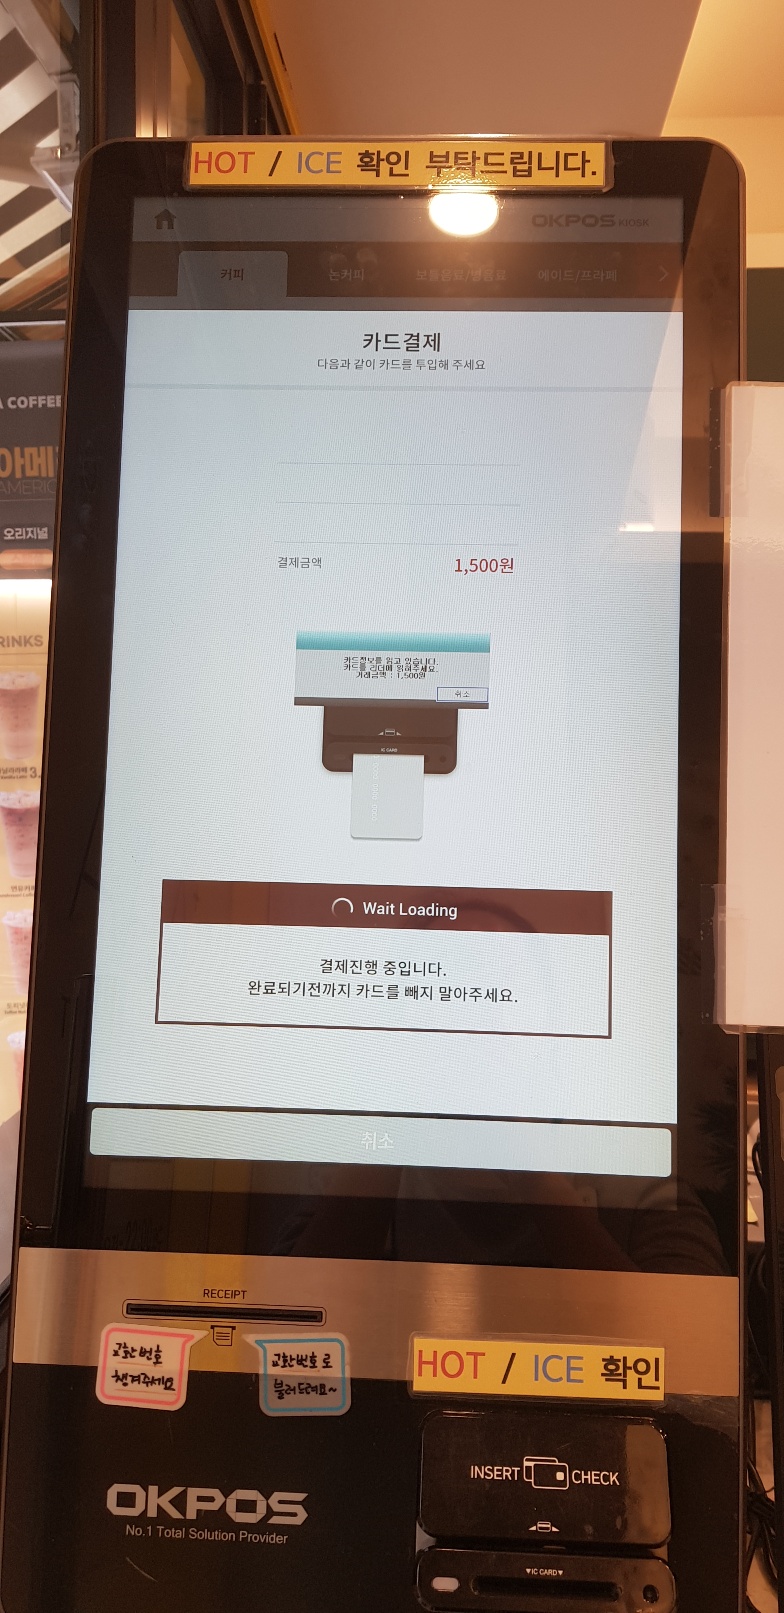 HOT / ICE 확인 부탁드립니다.
OKPOS KIOSK
커피
논커피
보틀음료/병음료
에이드/프라페
카드결제
다음과 같이 카드를 투입해 주세요
A COFFEE
아메
AMERIC
오리지널
결제금액
1,500원
RINKS
카드정보를 읽고 있습니다.
카드를 리더에 읽혀주세요.
거래금액 : 1,500원
취소
IC CARD
Wait Loading
결제진행 중입니다.
완료되기전까지 카드를 빼지 말아주세요.
취소
RECEIPT
교환번호
챙겨주세요
교환번호로
불러드려요~
HOT / ICE 확인
INSERT CHECK
OKPOS
No.1 Total Solution Provider
▼IC CARD▼